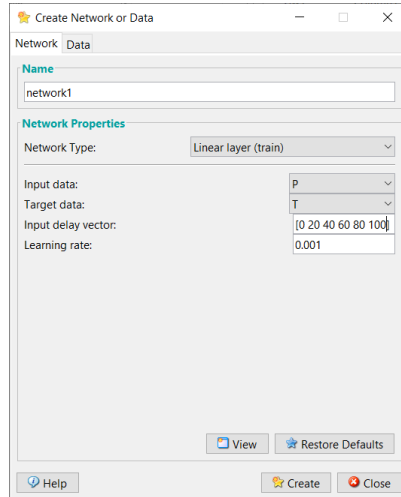 Create Network or Data
Network Data
Name
network1
Network Properties
Network Type: Linear layer (train)
Input data: P
Target data: T
Input delay vector: [0 20 40 60 80 100]
Learning rate: 0.001
View Restore Defaults
Help Create Close